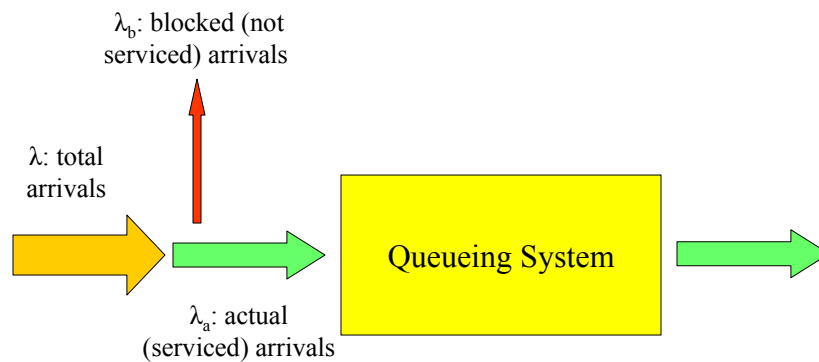 λb: blocked (not
serviced) arrivals
λ: total
arrivals
Queueing System
λa: actual
(serviced) arrivals